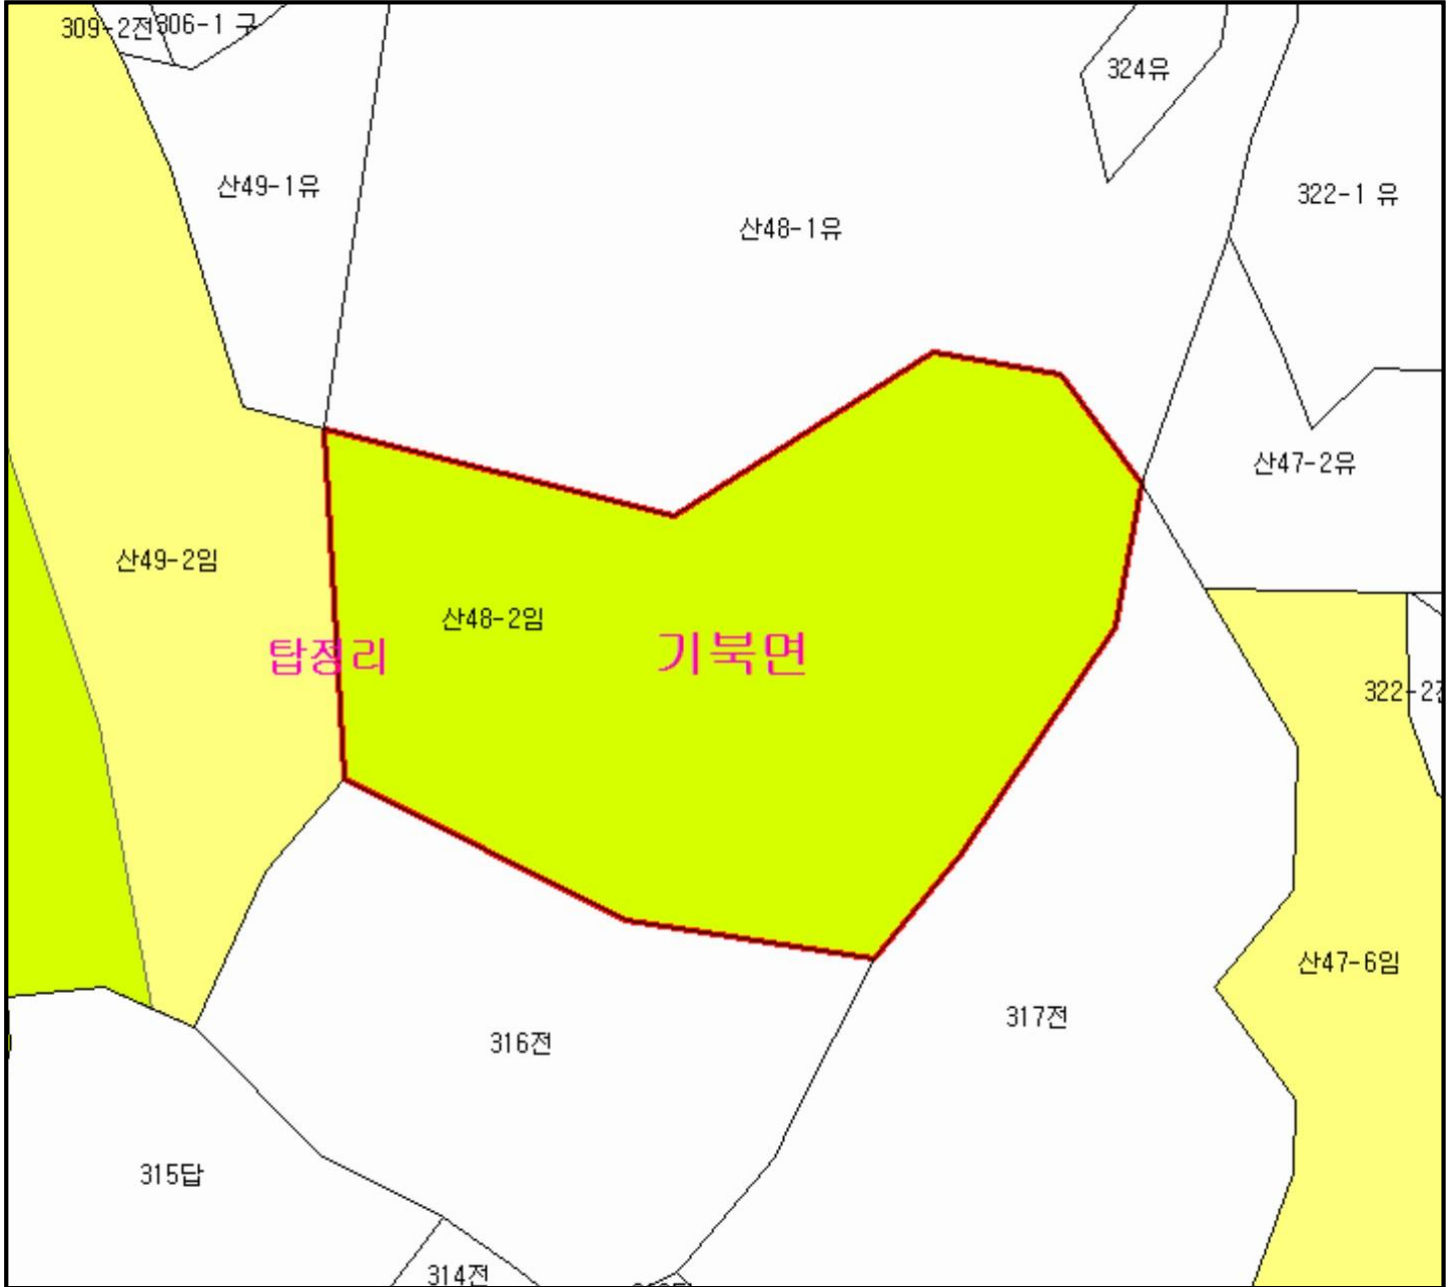 309-2전
306-1 구
324유
산49-1유
322-1 유
산48-1유
산47-2유
산49-2임
산48-2임
탑정리
기북면
322-2전
산47-6임
317전
316전
315답
314전